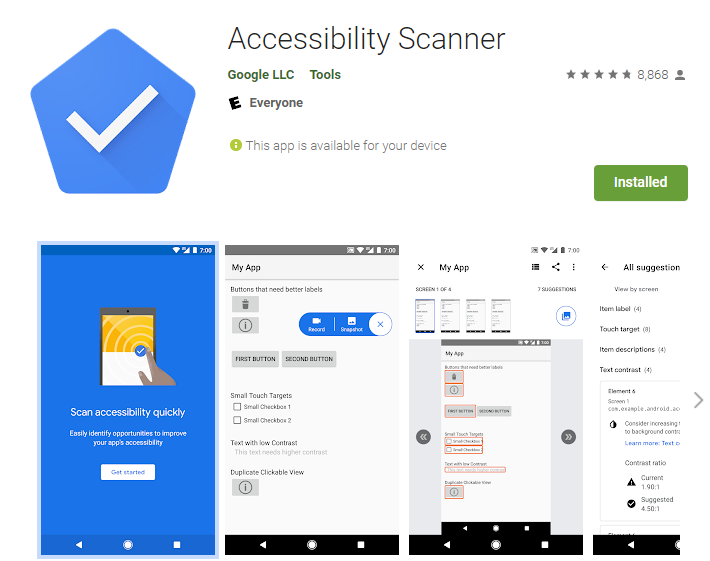 Accessibility Scanner
Google LLC Tools
8,868
E Everyone
This app is available for your device
Installed
7:00
Scan accessibility quickly
Easily identify opportunities to improve
your app's accessibility
Get started
7:00
My App
Buttons that need better labels
Record
Snapshot
FIRST BUTTON
SECOND BUTTON
Small Touch Targets
Small Checkbox 1
Small Checkbox 2
Text with low Contrast
This text needs higher contrast
Duplicate Clickable View
7:00
My App
SCREEN 1 OF 4
7 SUGGESTIONS
My App
Buttons that need better labels
FIRST BUTTON
SECOND BUTTON
Small Touch Targets
Small Checkbox 1
Small Checkbox 2
Text with low Contrast
This text needs higher contrast
Duplicate Clickable View
All suggestion
View by screen
Item label (4)
Touch target (8)
Item descriptions (4)
Text contrast (4)
Element 6
Screen 1
com.example.android.ac
Consider increasing
to background contra
Learn more: Text co
Contrast ratio
Current
1.90:1
Suggested
4.50:1
Element 6